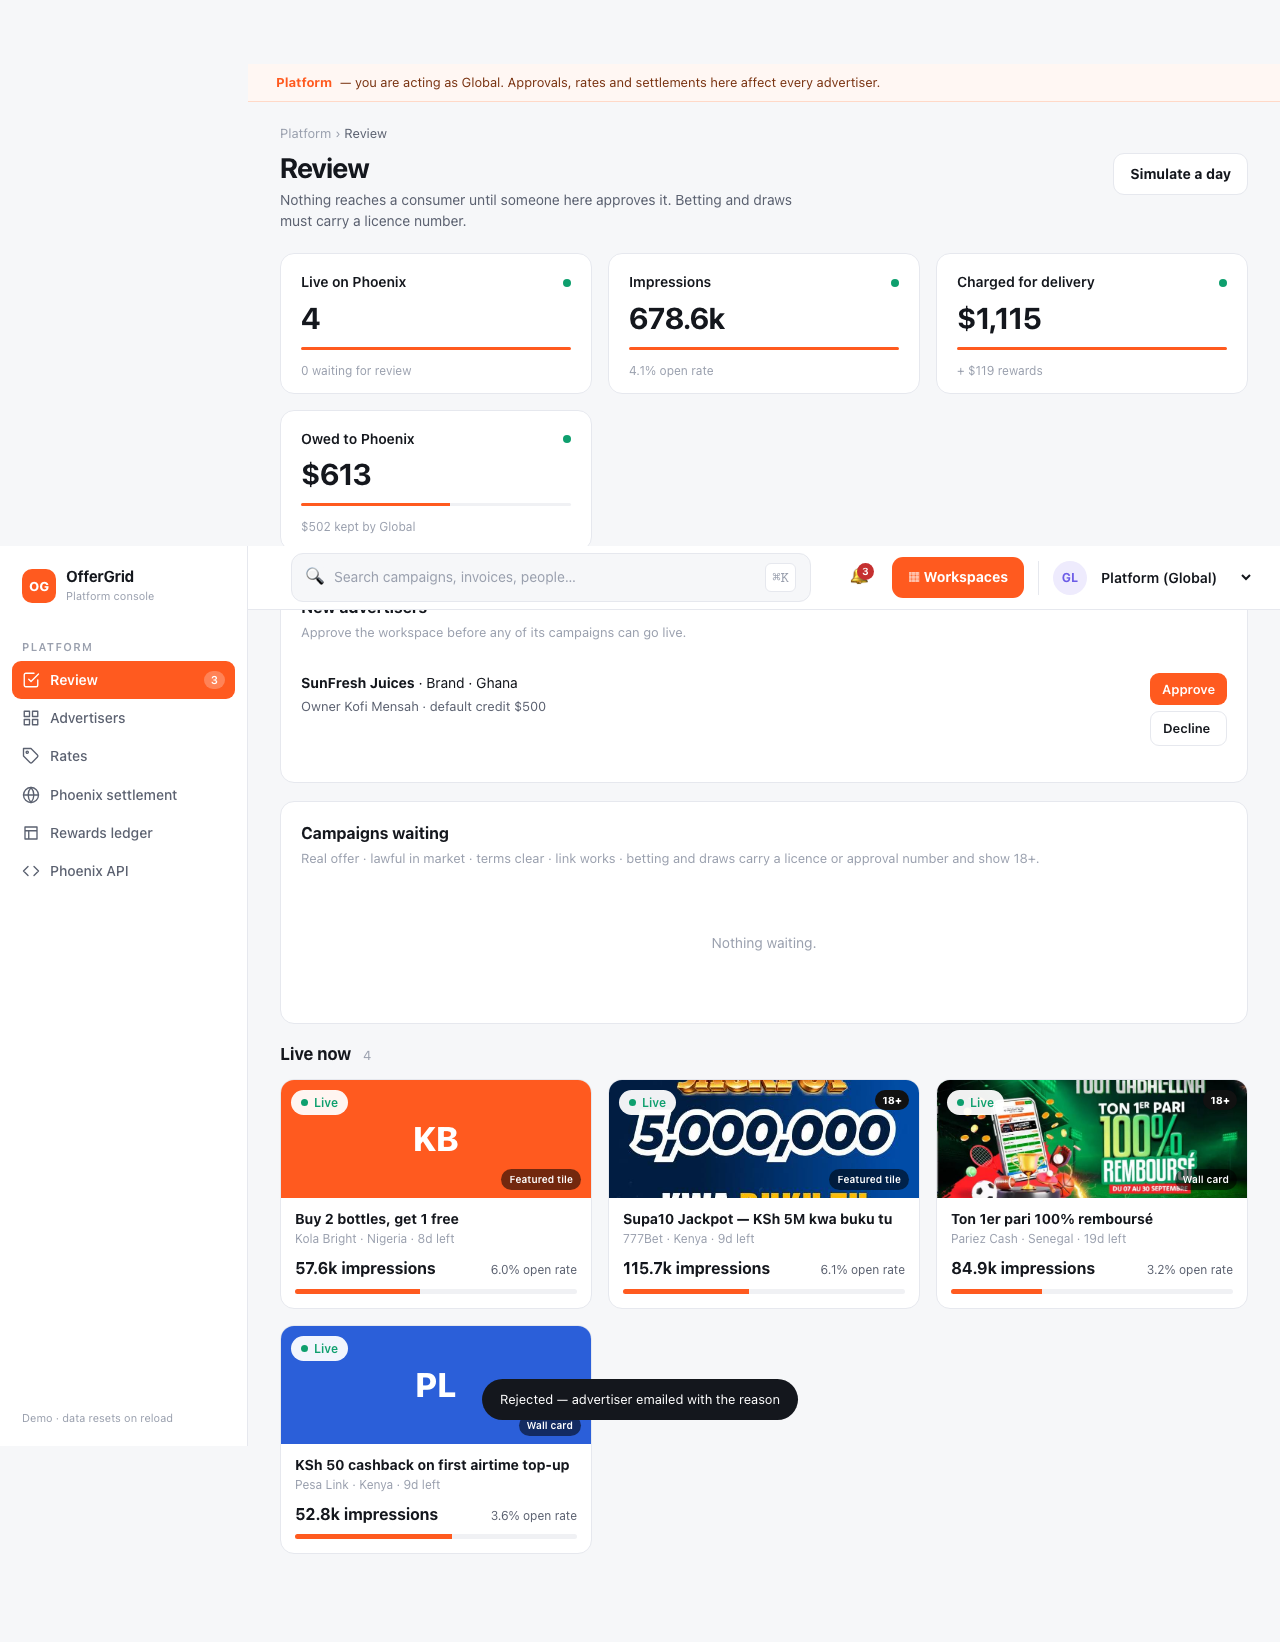 Platform — you are acting as Global. Approvals, rates and settlements here affect every advertiser.
Platform › Review
Review
Simulate a day
Nothing reaches a consumer until someone here approves it. Betting and draws
must carry a licence number.
Live on Phoenix
4
0 waiting for review
Impressions
678.6k
4.1% open rate
Charged for delivery
$1,115
+ $119 rewards
Owed to Phoenix
$613
$502 kept by Global
OG
OfferGrid
Platform console
Search campaigns, invoices, people...
⌘K
3
Workspaces
GL
Platform (Global)
PLATFORM
Review
3
Advertisers
Rates
Phoenix settlement
Rewards ledger
Phoenix API
Demo · data resets on reload
New advertisers
Approve the workspace before any of its campaigns can go live.
SunFresh Juices · Brand · Ghana
Owner Kofi Mensah · default credit $500
Approve
Decline
Campaigns waiting
Real offer · lawful in market · terms clear · link works · betting and draws carry a licence or approval number and show 18+.
Nothing waiting.
Live now 4
Live
KB
Featured tile
Buy 2 bottles, get 1 free
Kola Bright · Nigeria · 8d left
57.6k impressions
6.0% open rate
JACKPOT
Live
18+
5,000,000
Featured tile
KWA BUKU TU
Supa10 Jackpot — KSh 5M kwa buku tu
777Bet · Kenya · 9d left
115.7k impressions
6.1% open rate
Live
18+
TON 1ER PARI
100%
REMBOURSÉ
DU 07 AU 30 SEPTEMBRE
Wall card
Ton 1er pari 100% remboursé
Pariez Cash · Senegal · 19d left
84.9k impressions
3.2% open rate
Live
PL
Wall card
KSh 50 cashback on first airtime top-up
Pesa Link · Kenya · 9d left
52.8k impressions
3.6% open rate
Rejected — advertiser emailed with the reason